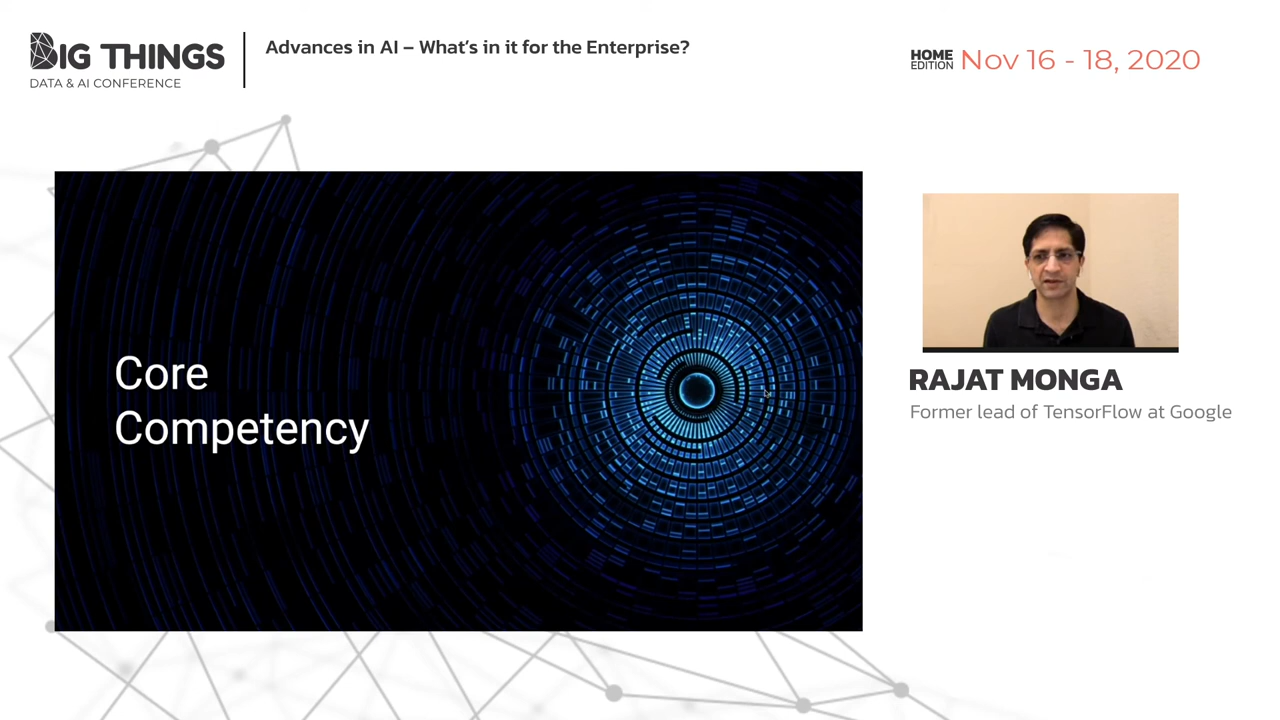 BIG THINGS
DATA & AI CONFERENCE
Advances in AI – What's in it for the Enterprise?
HOME
EDITION
Nov 16 - 18, 2020
Core
Competency
RAJAT MONGA
Former lead of TensorFlow at Google